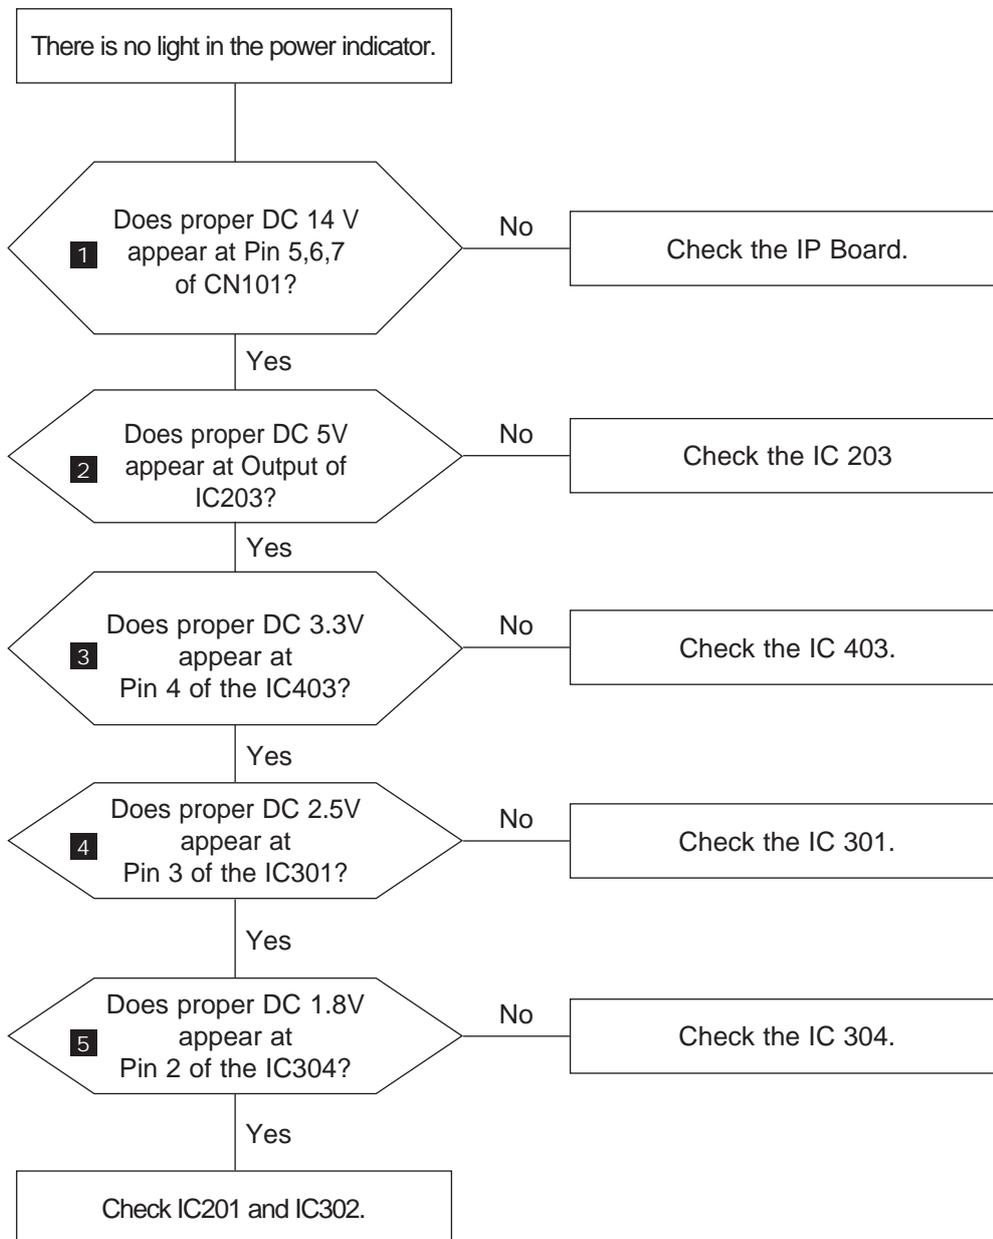 There is no light in the power indicator.
1
Does proper DC 14 V
appear at Pin 5,6,7
of CN101?
No
Check the IP Board.
Yes
2
Does proper DC 5V
appear at Output of
IC203?
No
Check the IC 203
Yes
3
Does proper DC 3.3V
appear at
Pin 4 of the IC403?
No
Check the IC 403.
Yes
4
Does proper DC 2.5V
appear at
Pin 3 of the IC301?
No
Check the IC 301.
Yes
5
Does proper DC 1.8V
appear at
Pin 2 of the IC304?
No
Check the IC 304.
Yes
Check IC201 and IC302.